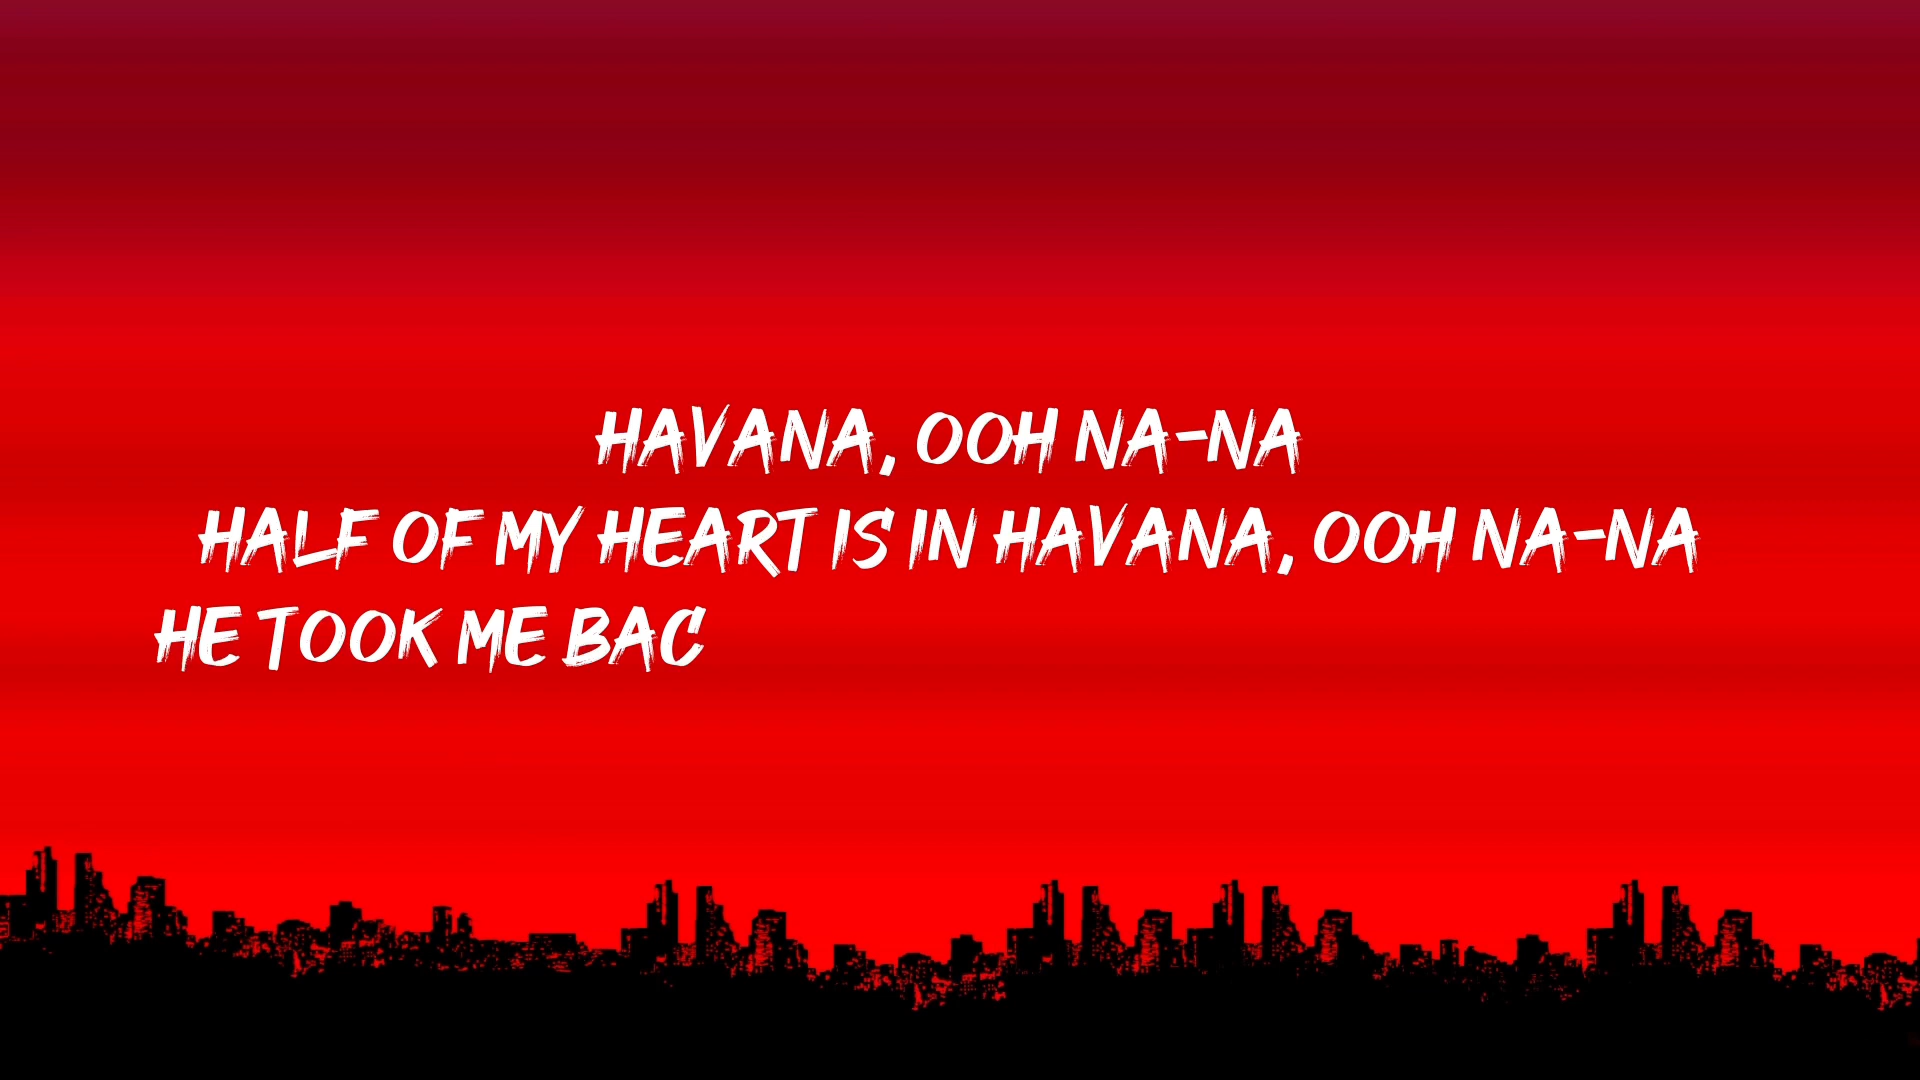 HAVANA, OOH NA-NA
HALF OF MY HEART IS IN HAVANA, OOH NA-NA
HE TOOK ME BAC